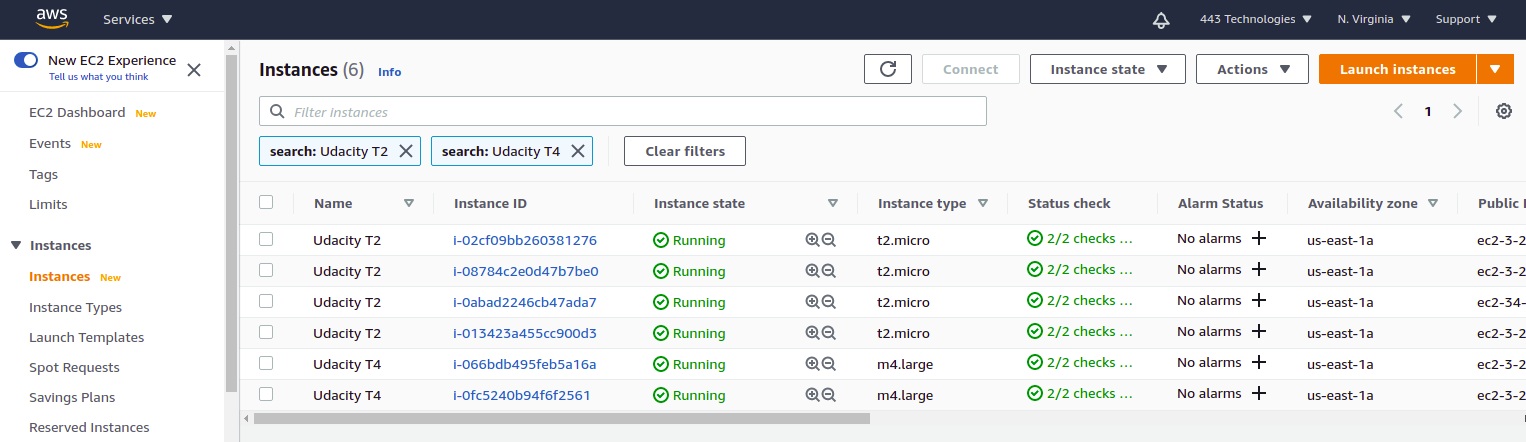 aws Services 443 Technologies N. Virginia Support
New EC2 Experience
Tell us what you think
EC2 Dashboard New
Events New
Tags
Limits
Instances
Instances New
Instance Types
Launch Templates
Spot Requests
Savings Plans
Reserved Instances
Instances (6) Info Connect Instance state Actions Launch instances
Filter instances 1
search: Udacity T2 search: Udacity T4 Clear filters
Name Instance ID Instance state Instance type Status check Alarm Status Availability zone Public
Udacity T2 i-02cf09bb260381276 Running t2.micro 2/2 checks ... No alarms + us-east-1a ec2-3-2
Udacity T2 i-08784c2e0d47b7be0 Running t2.micro 2/2 checks ... No alarms + us-east-1a ec2-3-2
Udacity T2 i-0abad2246cb47ada7 Running t2.micro 2/2 checks ... No alarms + us-east-1a ec2-34-
Udacity T2 i-013423a455cc900d3 Running t2.micro 2/2 checks ... No alarms + us-east-1a ec2-3-2
Udacity T4 i-066bdb495feb5a16a Running m4.large 2/2 checks ... No alarms + us-east-1a ec2-3-2
Udacity T4 i-0fc5240b94f6f2561 Running m4.large 2/2 checks ... No alarms + us-east-1a ec2-3-2